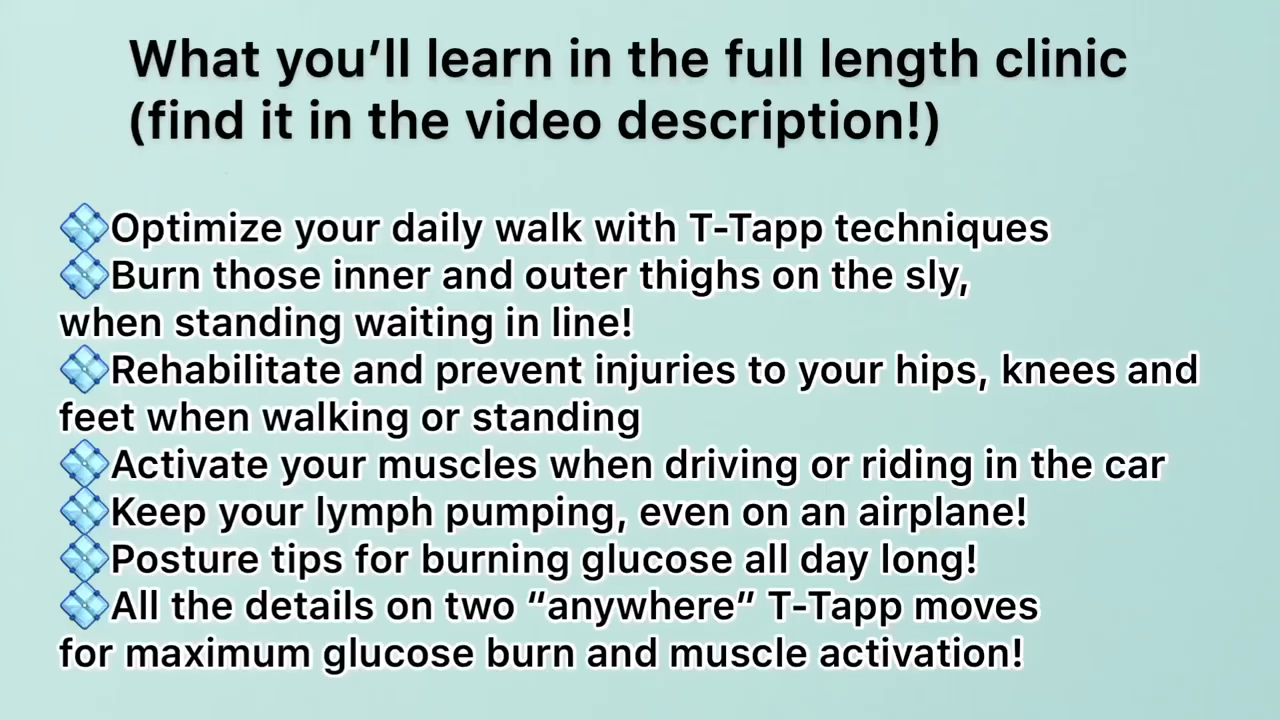 What you’ll learn in the full length clinic
(find it in the video description!)
💠Optimize your daily walk with T-Tapp techniques
💠Burn those inner and outer thighs on the sly,
when standing waiting in line!
💠Rehabilitate and prevent injuries to your hips, knees and
feet when walking or standing
💠Activate your muscles when driving or riding in the car
💠Keep your lymph pumping, even on an airplane!
💠Posture tips for burning glucose all day long!
💠All the details on two “anywhere” T-Tapp moves
for maximum glucose burn and muscle activation!